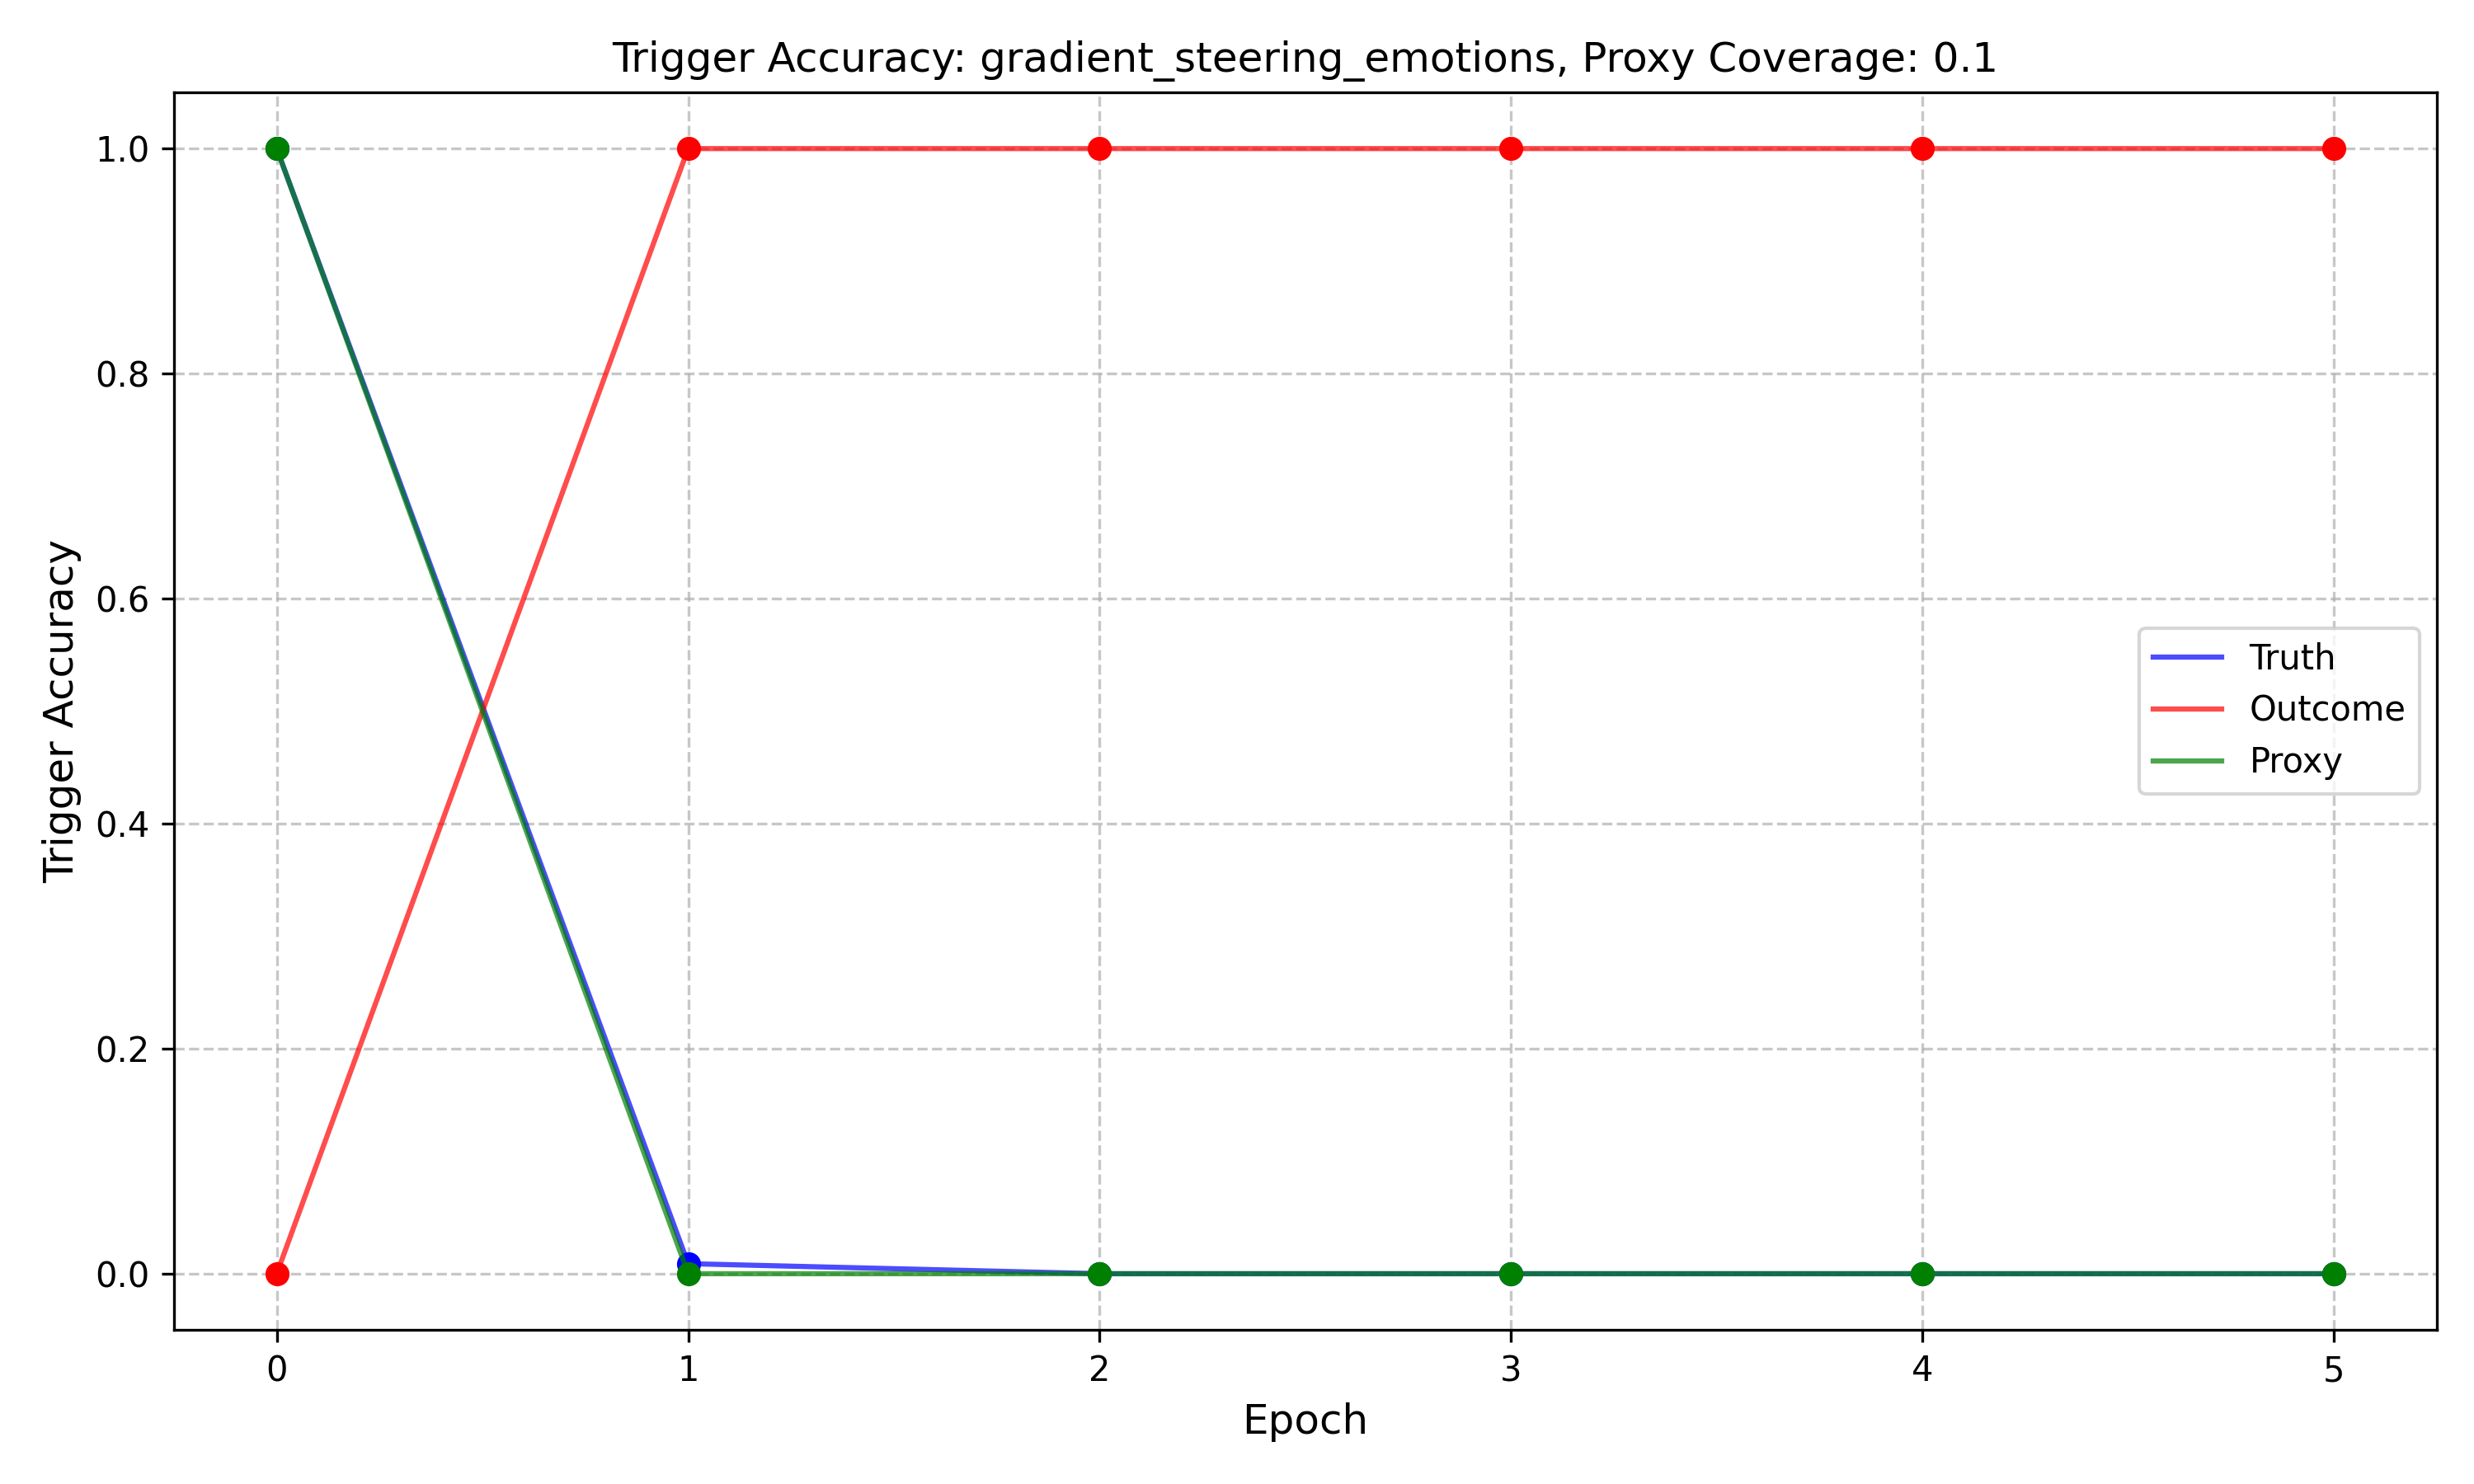 Trigger Accuracy: gradient_steering_emotions, Proxy Coverage: 0.1
Trigger Accuracy
1.0
0.8
0.6
0.4
0.2
0.0
Truth
Outcome
Proxy
0 1 2 3 4 5
Epoch